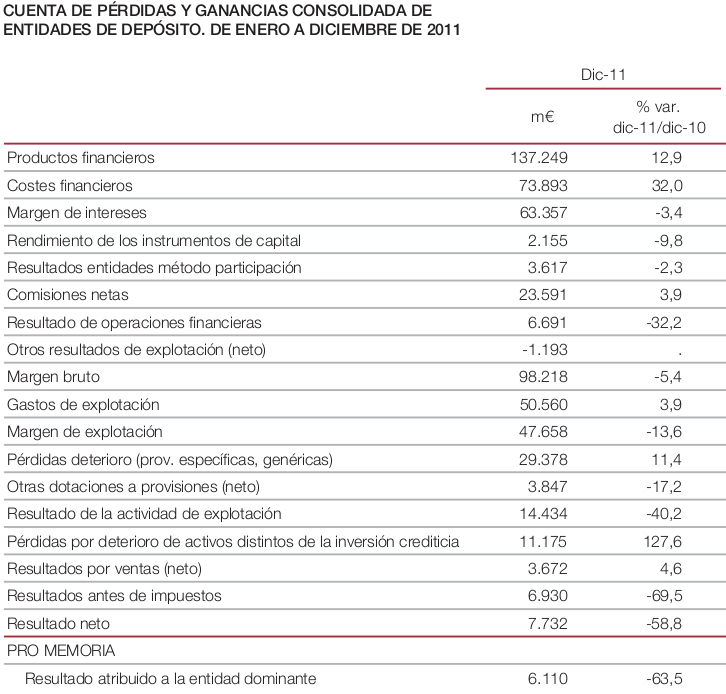 CUENTA DE PÉRDIDAS Y GANANCIAS CONSOLIDADA DE
ENTIDADES DE DEPÓSITO. DE ENERO A DICIEMBRE DE 2011
Dic-11
m€ % var. dic-11/dic-10
Productos financieros 137.249 12,9
Costes financieros 73.893 32,0
Margen de intereses 63.357 -3,4
Rendimiento de los instrumentos de capital 2.155 -9,8
Resultados entidades método participación 3.617 -2,3
Comisiones netas 23.591 3,9
Resultado de operaciones financieras 6.691 -32,2
Otros resultados de explotación (neto) -1.193 .
Margen bruto 98.218 -5,4
Gastos de explotación 50.560 3,9
Margen de explotación 47.658 -13,6
Pérdidas deterioro (prov. específicas, genéricas) 29.378 11,4
Otras dotaciones a provisiones (neto) 3.847 -17,2
Resultado de la actividad de explotación 14.434 -40,2
Pérdidas por deterioro de activos distintos de la inversión crediticia 11.175 127,6
Resultados por ventas (neto) 3.672 4,6
Resultados antes de impuestos 6.930 -69,5
Resultado neto 7.732 -58,8
PRO MEMORIA
Resultado atribuido a la entidad dominante 6.110 -63,5